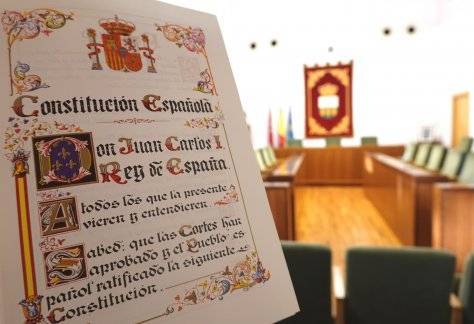 Constitución Española
Don Juan Carlos I,
Rey de España.
A todos los que la presente
vieren y entendieren
Sabed: que las Cortes han
aprobado y el Pueblo es-
pañol ratificado la siguiente
Constitución.